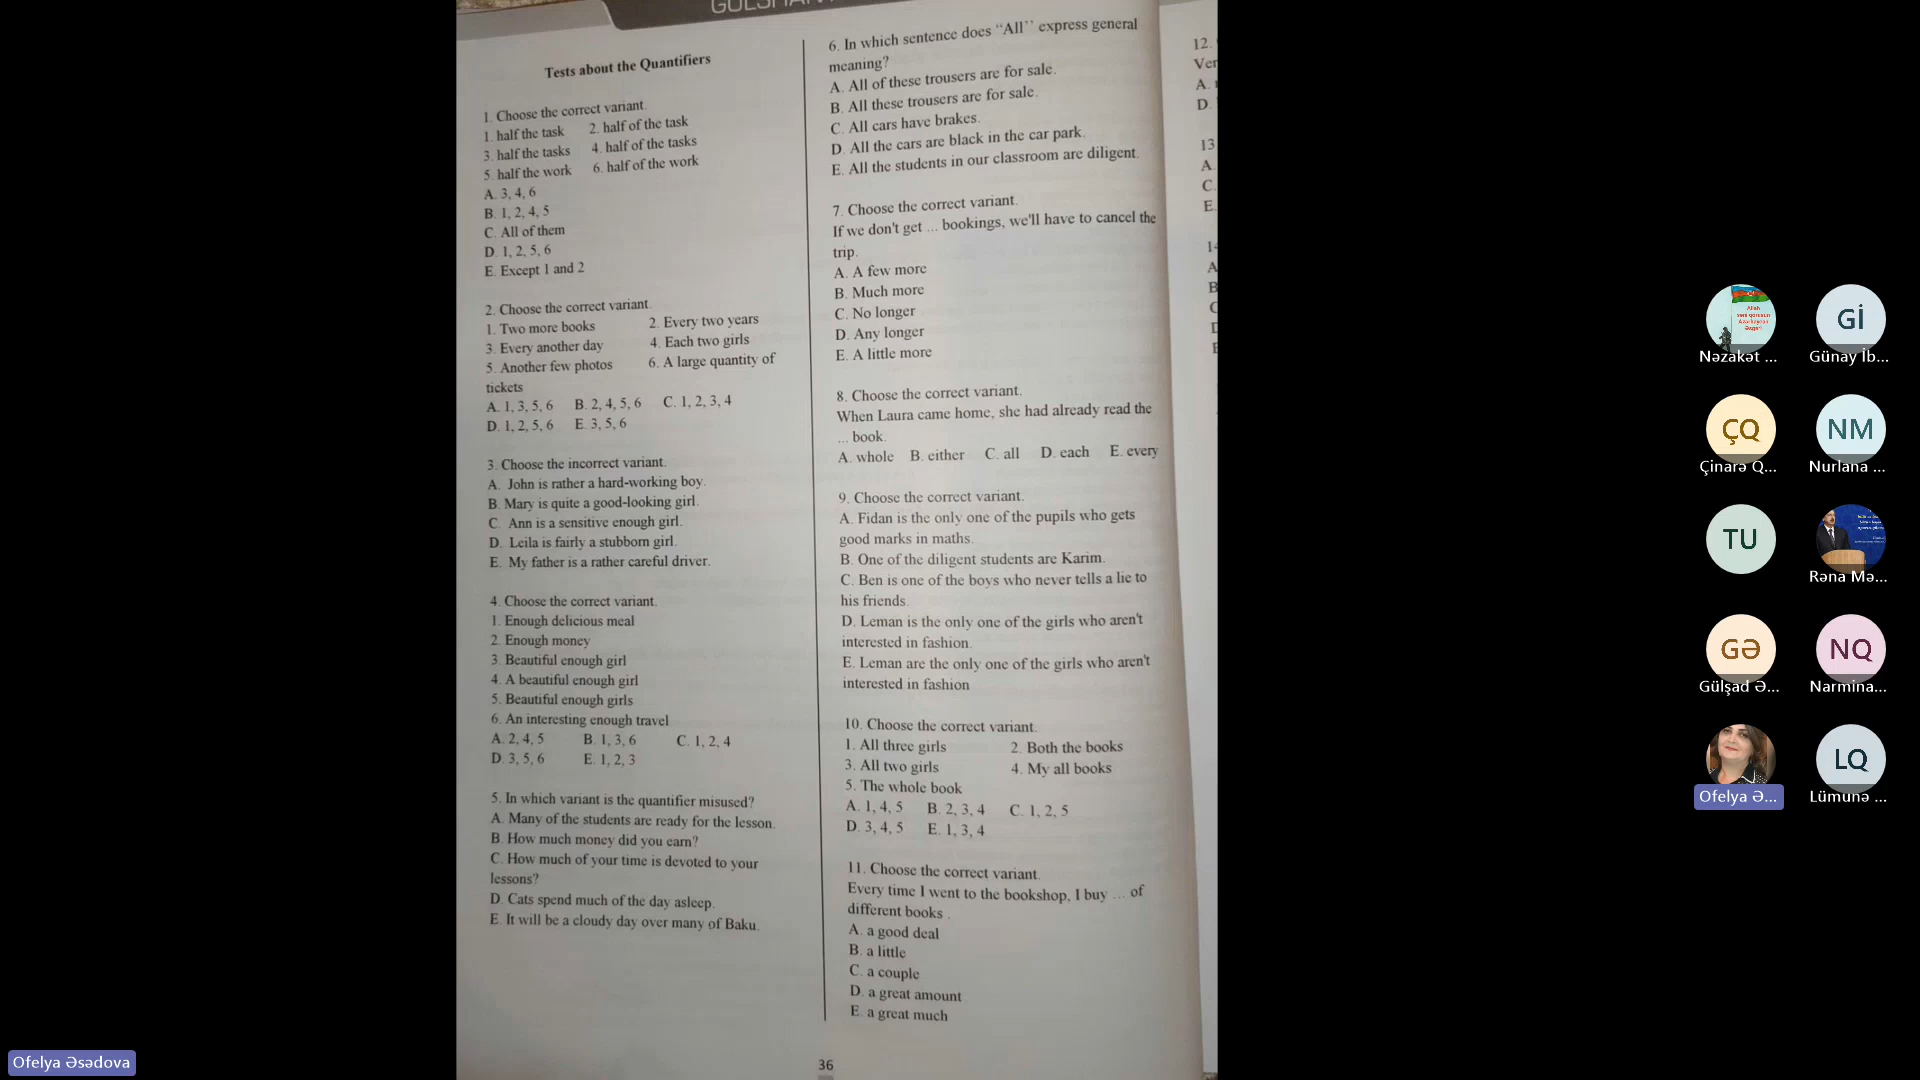 Tests about the Quantifiers
1. Choose the correct variant.
1. half the task 2. half of the task
3. half the tasks 4. half of the tasks
5. half the work 6. half of the work
A. 3, 4, 6
B. 1, 2, 4, 5
C. All of them
D. 1, 2, 5, 6
E. Except 1 and 2
2. Choose the correct variant.
1. Two more books 2. Every two years
3. Every another day 4. Each two girls
5. Another few photos 6. A large quantity of
tickets
A. 1, 3, 5, 6 B. 2, 4, 5, 6 C. 1, 2, 3, 4
D. 1, 2, 5, 6 E. 3, 5, 6
3. Choose the incorrect variant.
A. John is rather a hard-working boy.
B. Mary is quite a good-looking girl.
C. Ann is a sensitive enough girl.
D. Leila is fairly a stubborn girl.
E. My father is a rather careful driver.
4. Choose the correct variant.
1. Enough delicious meal
2. Enough money
3. Beautiful enough girl
4. A beautiful enough girl
5. Beautiful enough girls
6. An interesting enough travel
A. 2, 4, 5 B. 1, 3, 6 C. 1, 2, 4
D. 3, 5, 6 E. 1, 2, 3
5. In which variant is the quantifier misused?
A. Many of the students are ready for the lesson.
B. How much money did you earn?
C. How much of your time is devoted to your
lessons?
D. Cats spend much of the day asleep.
E. It will be a cloudy day over many of Baku.
6. In which sentence does “All’’ express general
meaning?
A. All of these trousers are for sale.
B. All these trousers are for sale.
C. All cars have brakes.
D. All the cars are black in the car park.
E. All the students in our classroom are diligent.
7. Choose the correct variant.
If we don't get ... bookings, we'll have to cancel the
trip.
A. A few more
B. Much more
C. No longer
D. Any longer
E. A little more
8. Choose the correct variant.
When Laura came home, she had already read the
... book.
A. whole B. either C. all D. each E. every
9. Choose the correct variant.
A. Fidan is the only one of the pupils who gets
good marks in maths.
B. One of the diligent students are Karim.
C. Ben is one of the boys who never tells a lie to
his friends.
D. Leman is the only one of the girls who aren't
interested in fashion.
E. Leman are the only one of the girls who aren't
interested in fashion
10. Choose the correct variant.
1. All three girls 2. Both the books
3. All two girls 4. My all books
5. The whole book
A. 1, 4, 5 B. 2, 3, 4 C. 1, 2, 5
D. 3, 4, 5 E. 1, 3, 4
11. Choose the correct variant.
Every time I went to the bookshop, I buy ... of
different books .
A. a good deal
B. a little
C. a couple
D. a great amount
E. a great much
36
12.
A.
D.
13
A.
C.
E.
Nəzakət ...
Gİ
Günay İb...
ÇQ
Çinarə Q...
NM
Nurlana ...
TU
Rəna Mə...
GƏ
Gülşad Ə...
NQ
Narmina...
Ofelya Ə...
LQ
Lümunə ...
Ofelya Əsədova